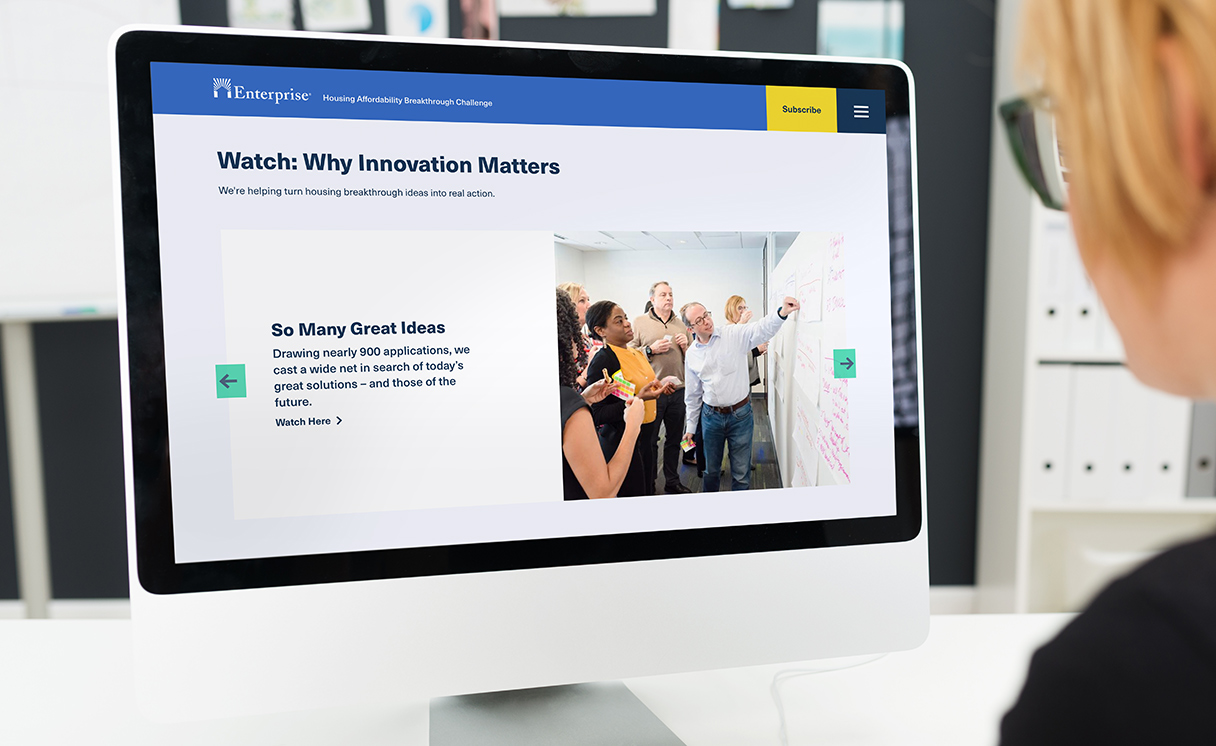 Enterprise®
Housing Affordability Breakthrough Challenge
Subscribe
Watch: Why Innovation Matters
We're helping turn housing breakthrough ideas into real action.
So Many Great Ideas
Drawing nearly 900 applications, we
cast a wide net in search of today's
great solutions – and those of the
future.
Watch Here